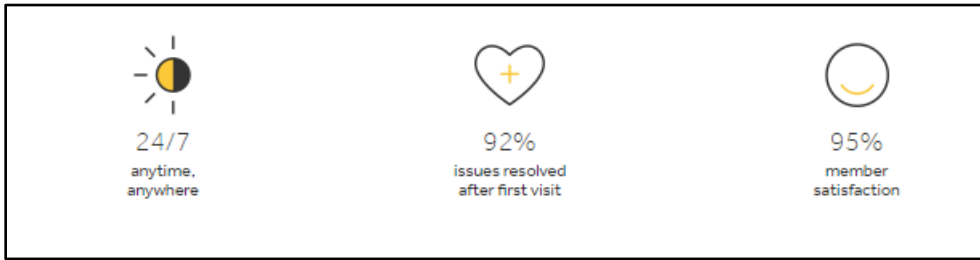 24/7
anytime,
anywhere
92%
issues resolved
after first visit
95%
member
satisfaction